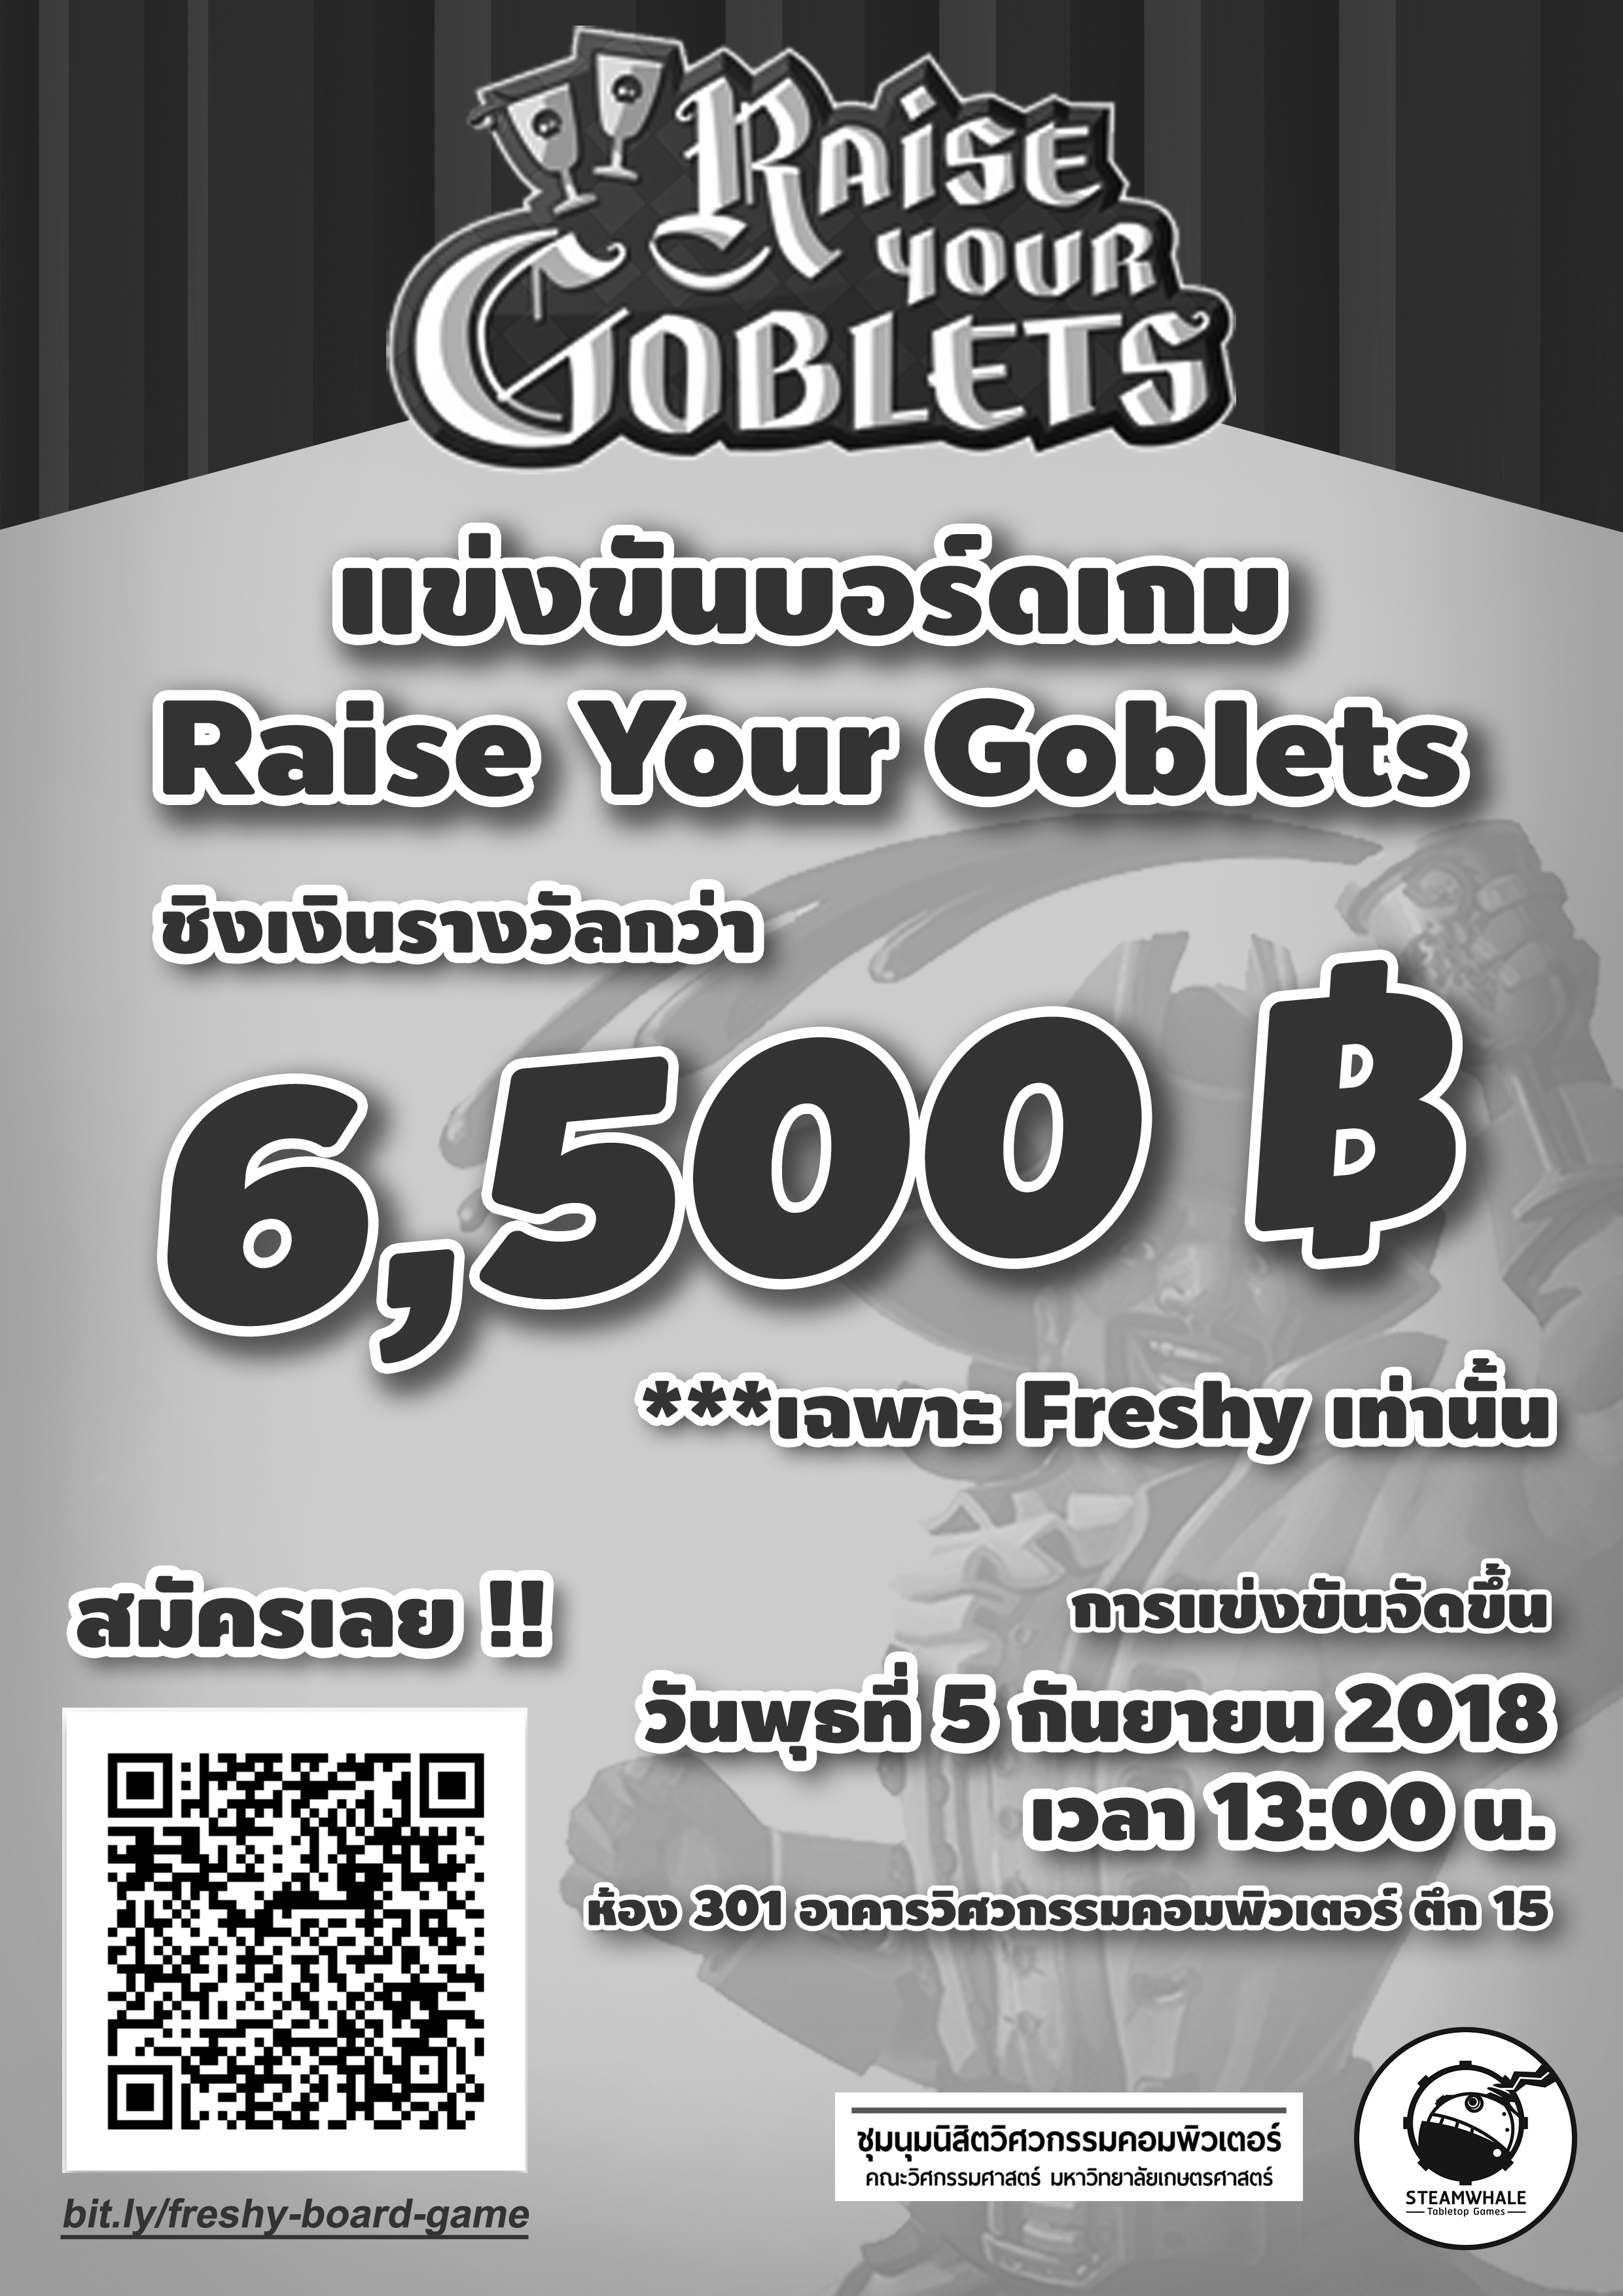 RAISE
YOUR
GOBLETS
แข่งขันบอร์ดเกม
Raise Your Goblets
ชิงเงินรางวัลกว่า
6,500 ฿
***เฉพาะ Freshy เท่านั้น
สมัครเลย !!
การแข่งขันจัดขึ้น
วันพุธที่ 5 กันยายน 2018
เวลา 13:00 น.
ห้อง 301 อาคารวิศวกรรมคอมพิวเตอร์ ตึก 15
bit.ly/freshy-board-game
ชุมนุมนิสิตวิศวกรรมคอมพิวเตอร์
คณะวิศกรรมศาสตร์ มหาวิทยาลัยเกษตรศาสตร์
STEAMWHALE
Tabletop Games